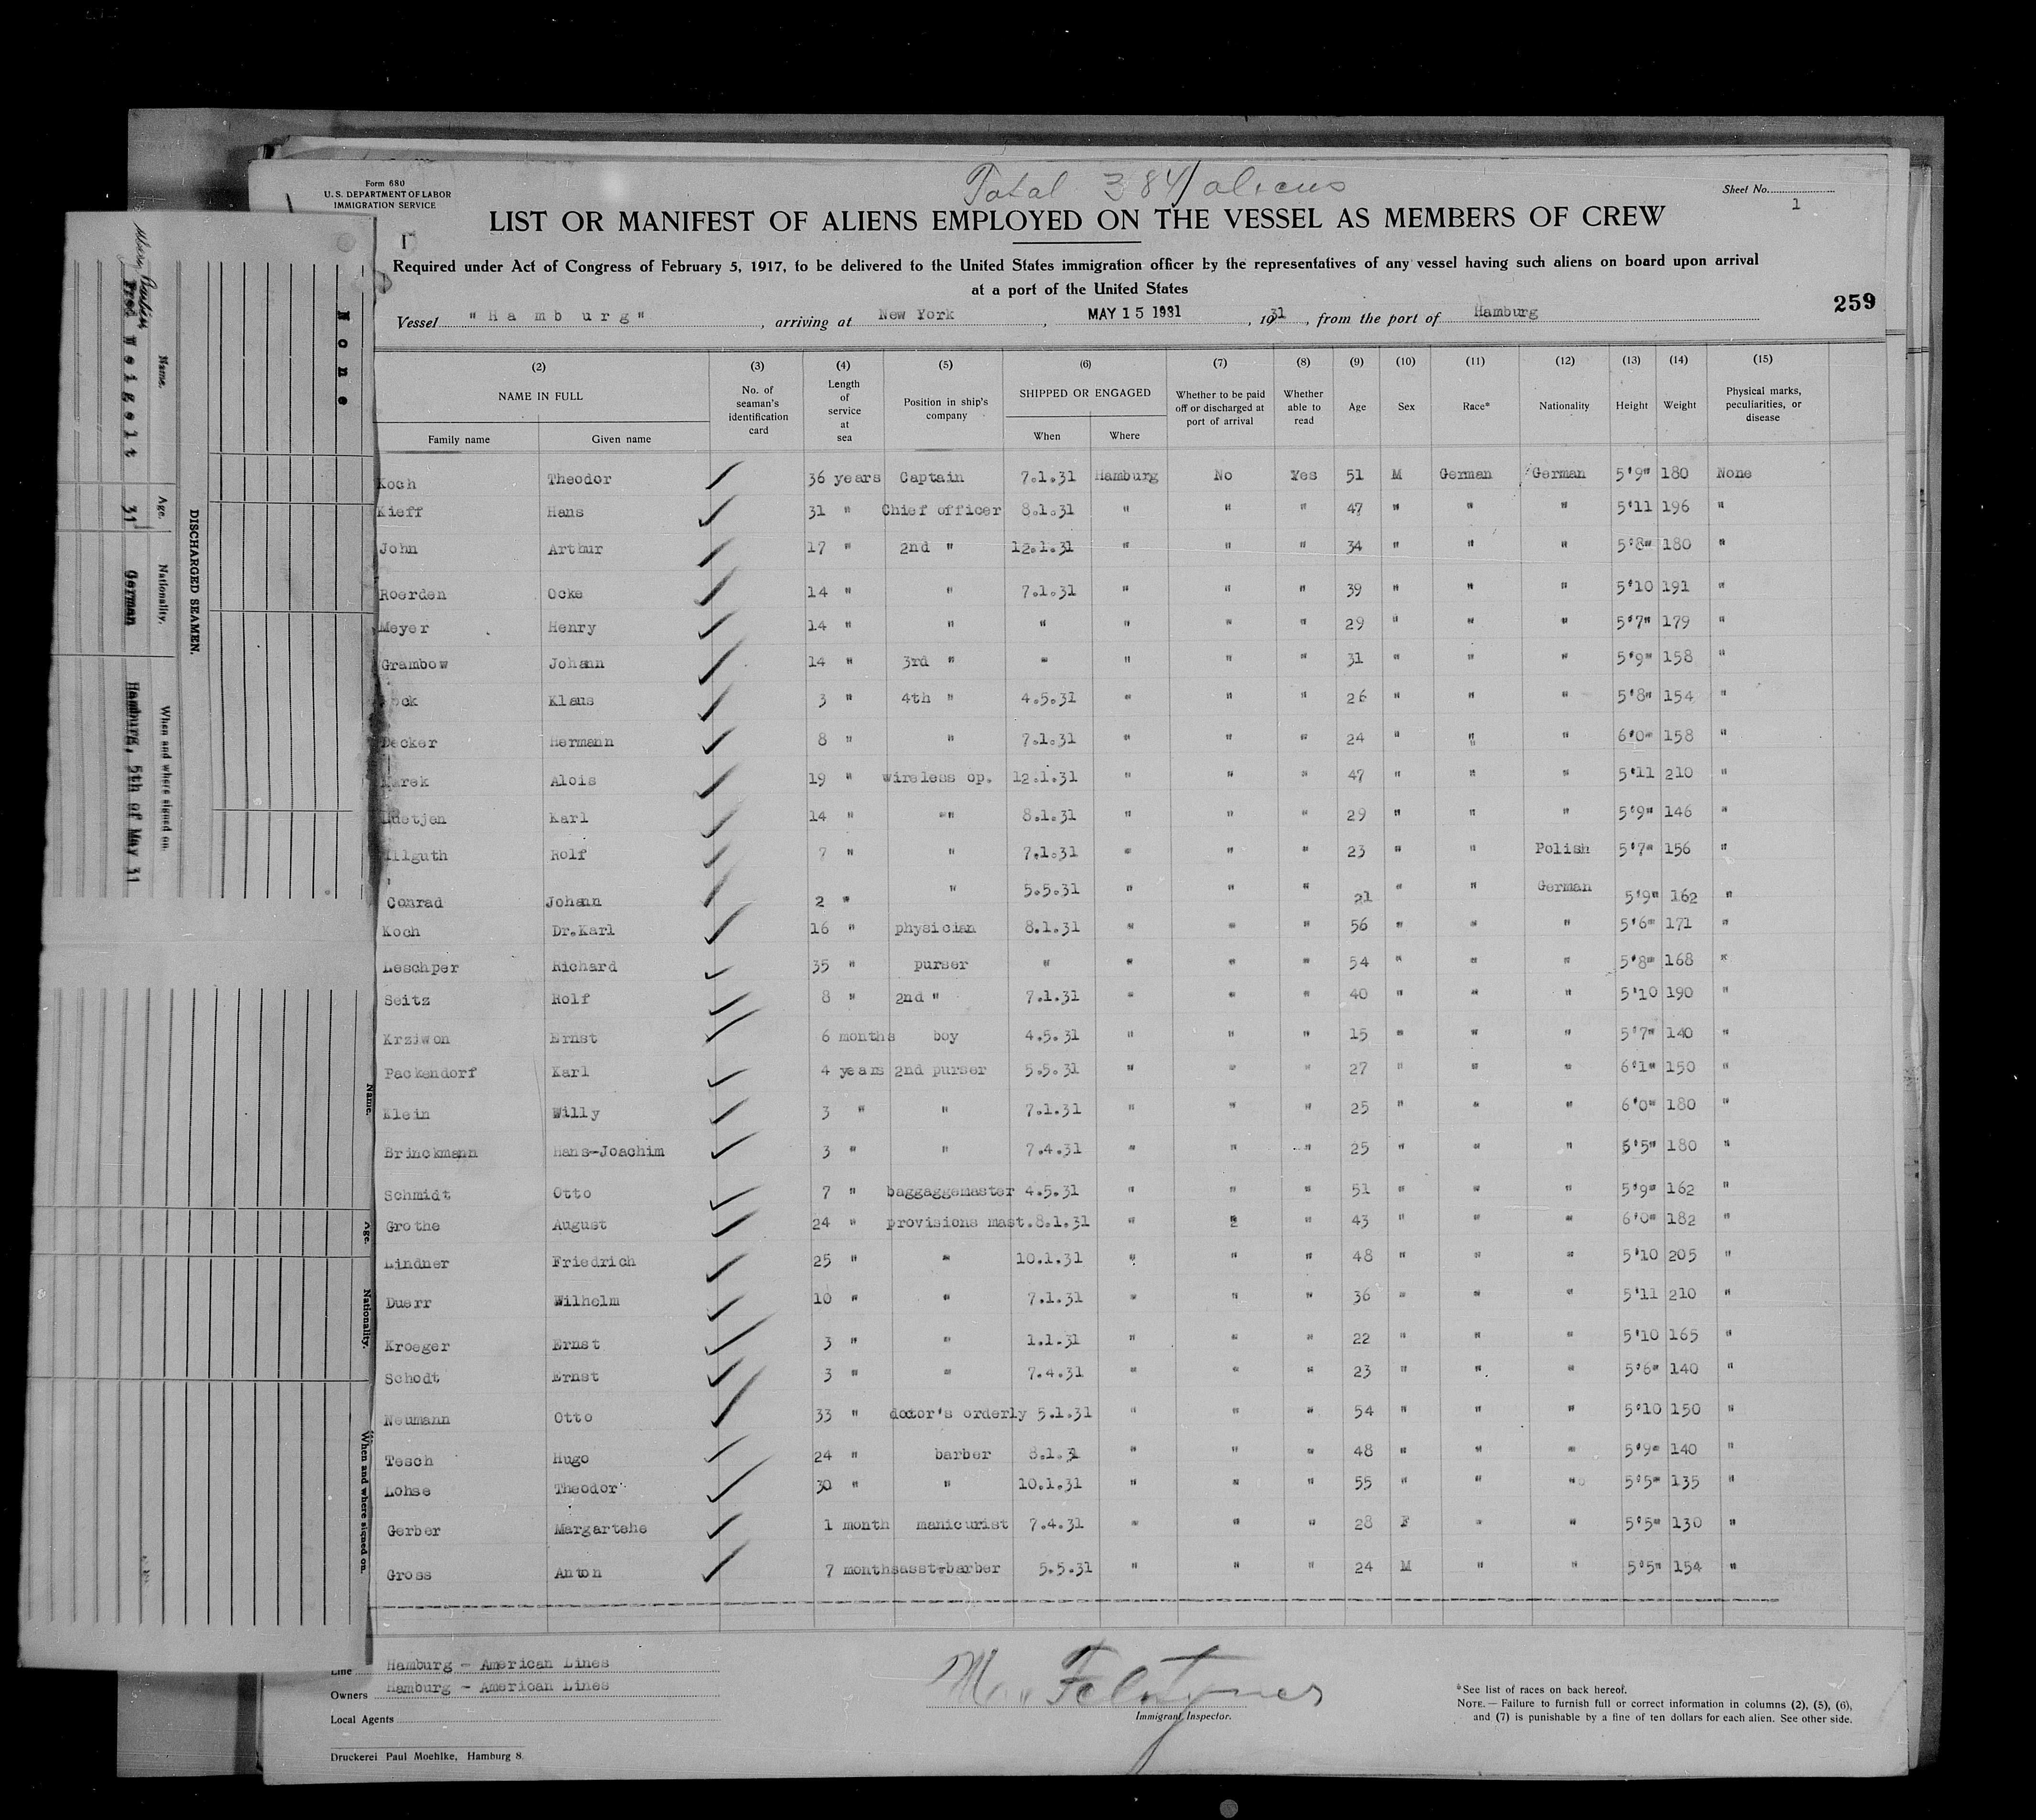 Total 384 aliens
Form 680
U. S. DEPARTMENT OF LABOR
IMMIGRATION SERVICE
Sheet No. 1
LIST OR MANIFEST OF ALIENS EMPLOYED ON THE VESSEL AS MEMBERS OF CREW
Required under Act of Congress of February 5, 1917, to be delivered to the United States immigration officer by the representatives of any vessel having such aliens on board upon arrival
at a port of the United States
259
Vessel "Hamburg", arriving at New York, MAY 15 1931, 1931, from the port of Hamburg
(2) (3) (4) (5) (6) (7) (8) (9) (10) (11) (12) (13) (14) (15)
NAME IN FULL
Family name Given name
No. of seaman's identification card
Length of service at sea
Position in ship's company
SHIPPED OR ENGAGED
When Where
Whether to be paid off or discharged at port of arrival
Whether able to read
Age Sex Race* Nationality Height Weight
Physical marks, peculiarities, or disease
Koch Theodor 36 years Captain 7.1.31 Hamburg No Yes 51 M German German 5'9" 180 None
Kieff Hans 31 " Chief officer 8.1.31 " " " 47 " " " 5'11 196 "
John Arthur 17 " 2nd " 12.1.31 " " " 34 " " " 5'8" 180 "
Roerden Ocke 14 " " 7.1.31 " " " 39 " " " 5'10 191 "
Meyer Henry 14 " " " " " " 29 " " " 5'7" 179 "
Grambow Johann 14 " 3rd " " " " " 31 " " " 5'9" 158 "
Klaus 3 " 4th " 4.5.31 " " " 26 " " " 5'8" 154 "
Decker Hermann 8 " " 7.1.31 " " " 24 " " " 6'0" 158 "
Alois 19 " wireless op. 12.1.31 " " " 47 " " " 5'11 210 "
Karl 14 " " 8.1.31 " " " 29 " " " 5'9" 146 "
Rolf 7 " " 7.1.31 " " " 23 " " Polish 5'7" 156 "
Conrad Johann 2 " " 5.5.31 " " " 21 " " German 5'9" 162 "
Koch Dr.Karl 16 " physician 8.1.31 " " " 56 " " " 5'6" 171 "
Leschper Richard 35 " purser " " " " 54 " " " 5'8" 168 "
Seitz Rolf 8 " 2nd " 7.1.31 " " " 40 " " " 5'10 190 "
Krziwon Ernst 6 months boy 4.5.31 " " " 15 " " " 5'7" 140 "
Packendorf Karl 4 years 2nd purser 5.5.31 " " " 27 " " " 6'1" 150 "
Klein Willy 3 " " 7.1.31 " " " 25 " " " 6'0" 180 "
Brinckmann Hans-Joachim 3 " " 7.4.31 " " " 25 " " " 5'5" 180 "
Schmidt Otto 7 " baggaggemaster 4.5.31 " " " 51 " " " 5'9" 162 "
Grothe August 24 " provisions mast. 8.1.31 " " " 43 " " " 6'0" 182 "
Lindner Friedrich 25 " " 10.1.31 " " " 48 " " " 5'10 205 "
Duerr Wilhelm 10 " " 7.1.31 " " " 36 " " " 5'11 210 "
Kroeger Ernst 3 " " 1.1.31 " " " 22 " " " 5'10 165 "
Schodt Ernst 3 " " 7.4.31 " " " 23 " " " 5'6" 140 "
Neumann Otto 33 " doctor's orderly 5.1.31 " " " 54 " " " 5'10 150 "
Tesch Hugo 24 " barber 8.1.31 " " " 48 " " " 5'9" 140 "
Lohse Theodor 30 " " 10.1.31 " " " 55 " " " 5'5" 135 "
Gerber Margartehe 1 month manicurist 7.4.31 " " " 28 F " " 5'5" 130 "
Gross Anton 7 months asst-barber 5.5.31 " " " 24 M " " 5'5" 154 "
Line Hamburg - American Lines
Owners Hamburg - American Lines
Local Agents
Immigrant Inspector.
*See list of races on back hereof.
NOTE.— Failure to furnish full or correct information in columns (2), (5), (6),
and (7) is punishable by a fine of ten dollars for each alien. See other side.
Druckerei Paul Moehlke, Hamburg 8.
None
DISCHARGED SEAMEN.
Name. Age. Nationality. When and where signed on.
Weigelt 31 German Hamburg, 5th of May 31
Name. Age. Nationality. When and where signed on.